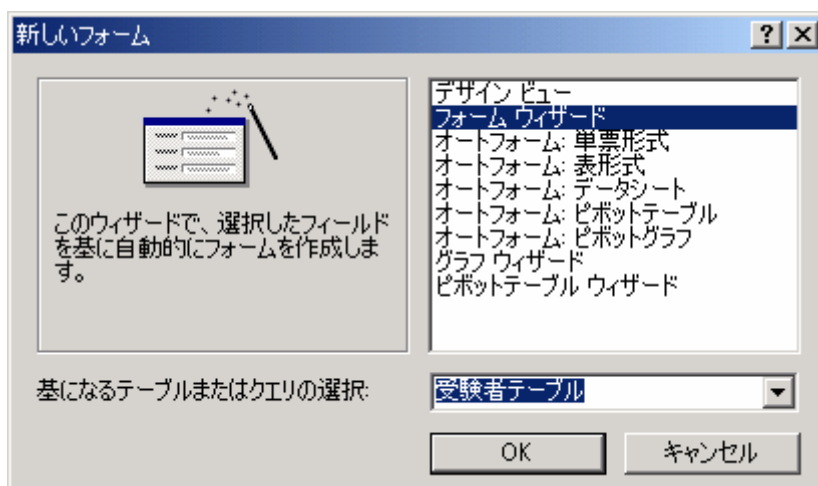 新しいフォーム
デザイン ビュー
フォーム ウィザード
オートフォーム: 単票形式
オートフォーム: 表形式
オートフォーム: データシート
オートフォーム: ピボットテーブル
オートフォーム: ピボットグラフ
グラフ ウィザード
ピボットテーブル ウィザード
このウィザードで、選択したフィールド
を基に自動的にフォームを作成しま
す。
基になるテーブルまたはクエリの選択:
受験者テーブル
OK
キャンセル